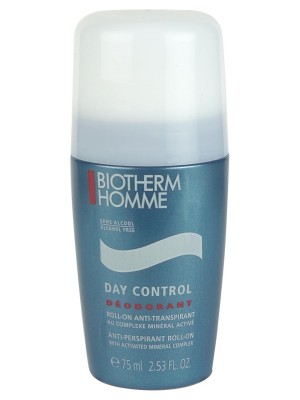 BIOTHERM
HOMME
SANS ALCOOL
ALCOHOL FREE
DAY CONTROL
DÉODORANT
ROLL-ON ANTI-TRANSPIRANT
AU COMPLEXE MINÉRAL ACTIVÉ
ANTI-PERSPIRANT ROLL-ON
WITH ACTIVATED MINERAL COMPLEX
℮ 75 ml 2.53 FL. OZ